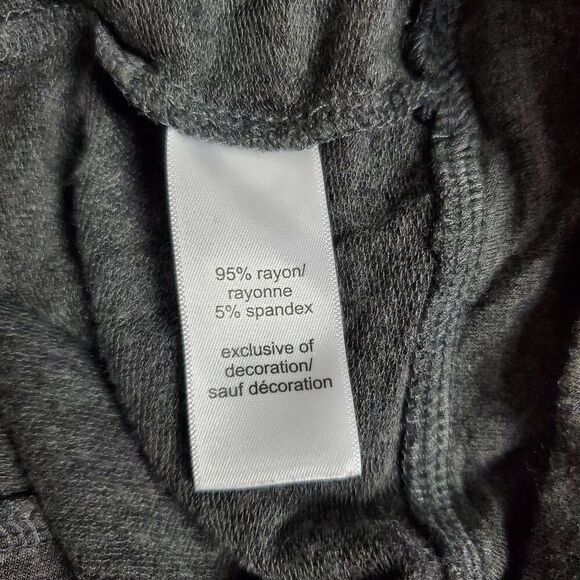 95% rayon/
rayonne
5% spandex
exclusive of
decoration/
sauf décoration